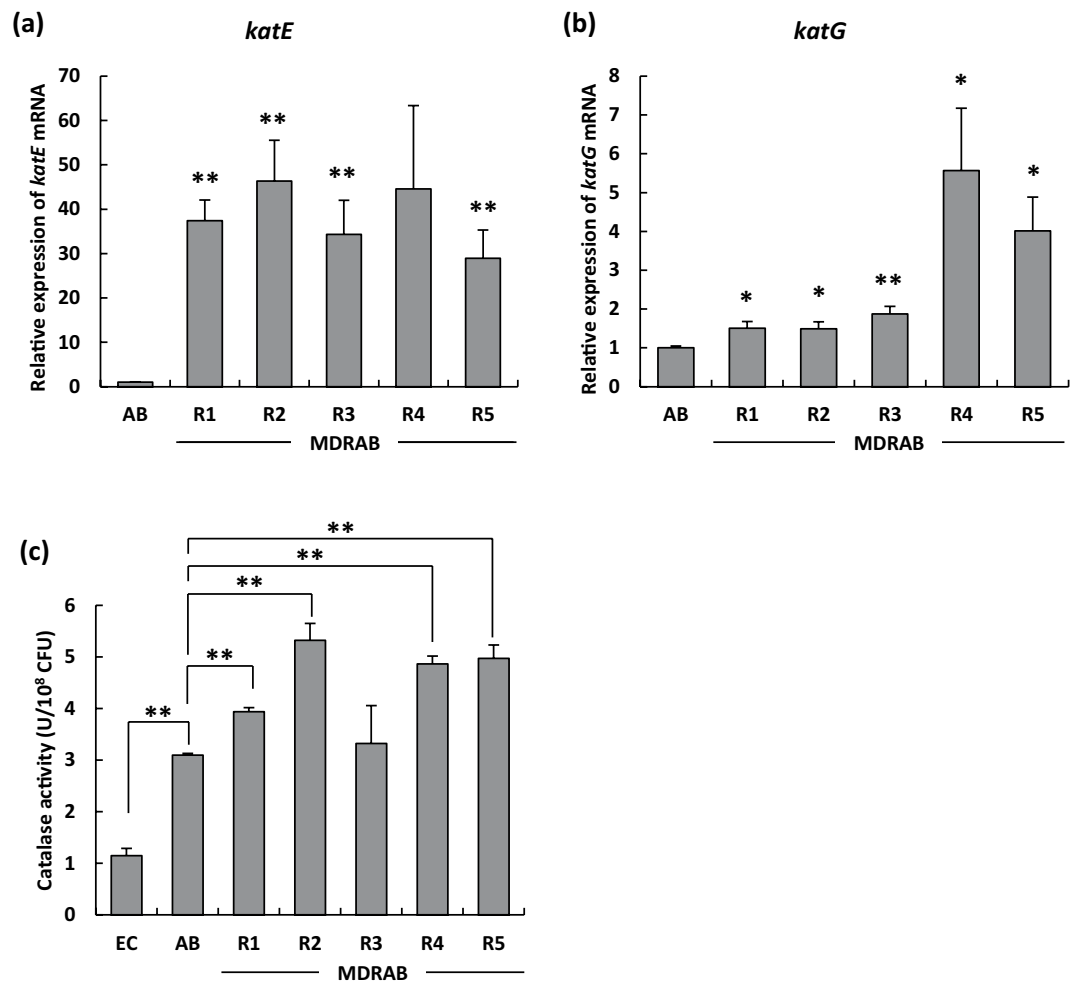 (a)
katE
Relative expression of katE mRNA
70
60
50
40
30
20
10
0
**
**
**
**
AB R1 R2 R3 R4 R5
MDRAB
(b)
katG
Relative expression of katG mRNA
8
7
6
5
4
3
2
1
0
*
*
**
*
*
AB R1 R2 R3 R4 R5
MDRAB
(c)
Catalase activity (U/10⁸ CFU)
6
5
4
3
2
1
0
**
**
**
**
**
EC AB R1 R2 R3 R4 R5
MDRAB